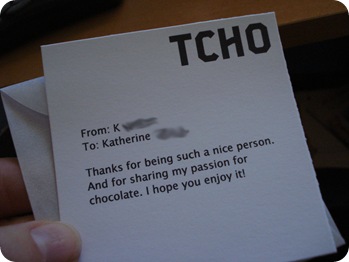 TCHO
From: K
To: Katherine
Thanks for being such a nice person.
And for sharing my passion for
chocolate. I hope you enjoy it!